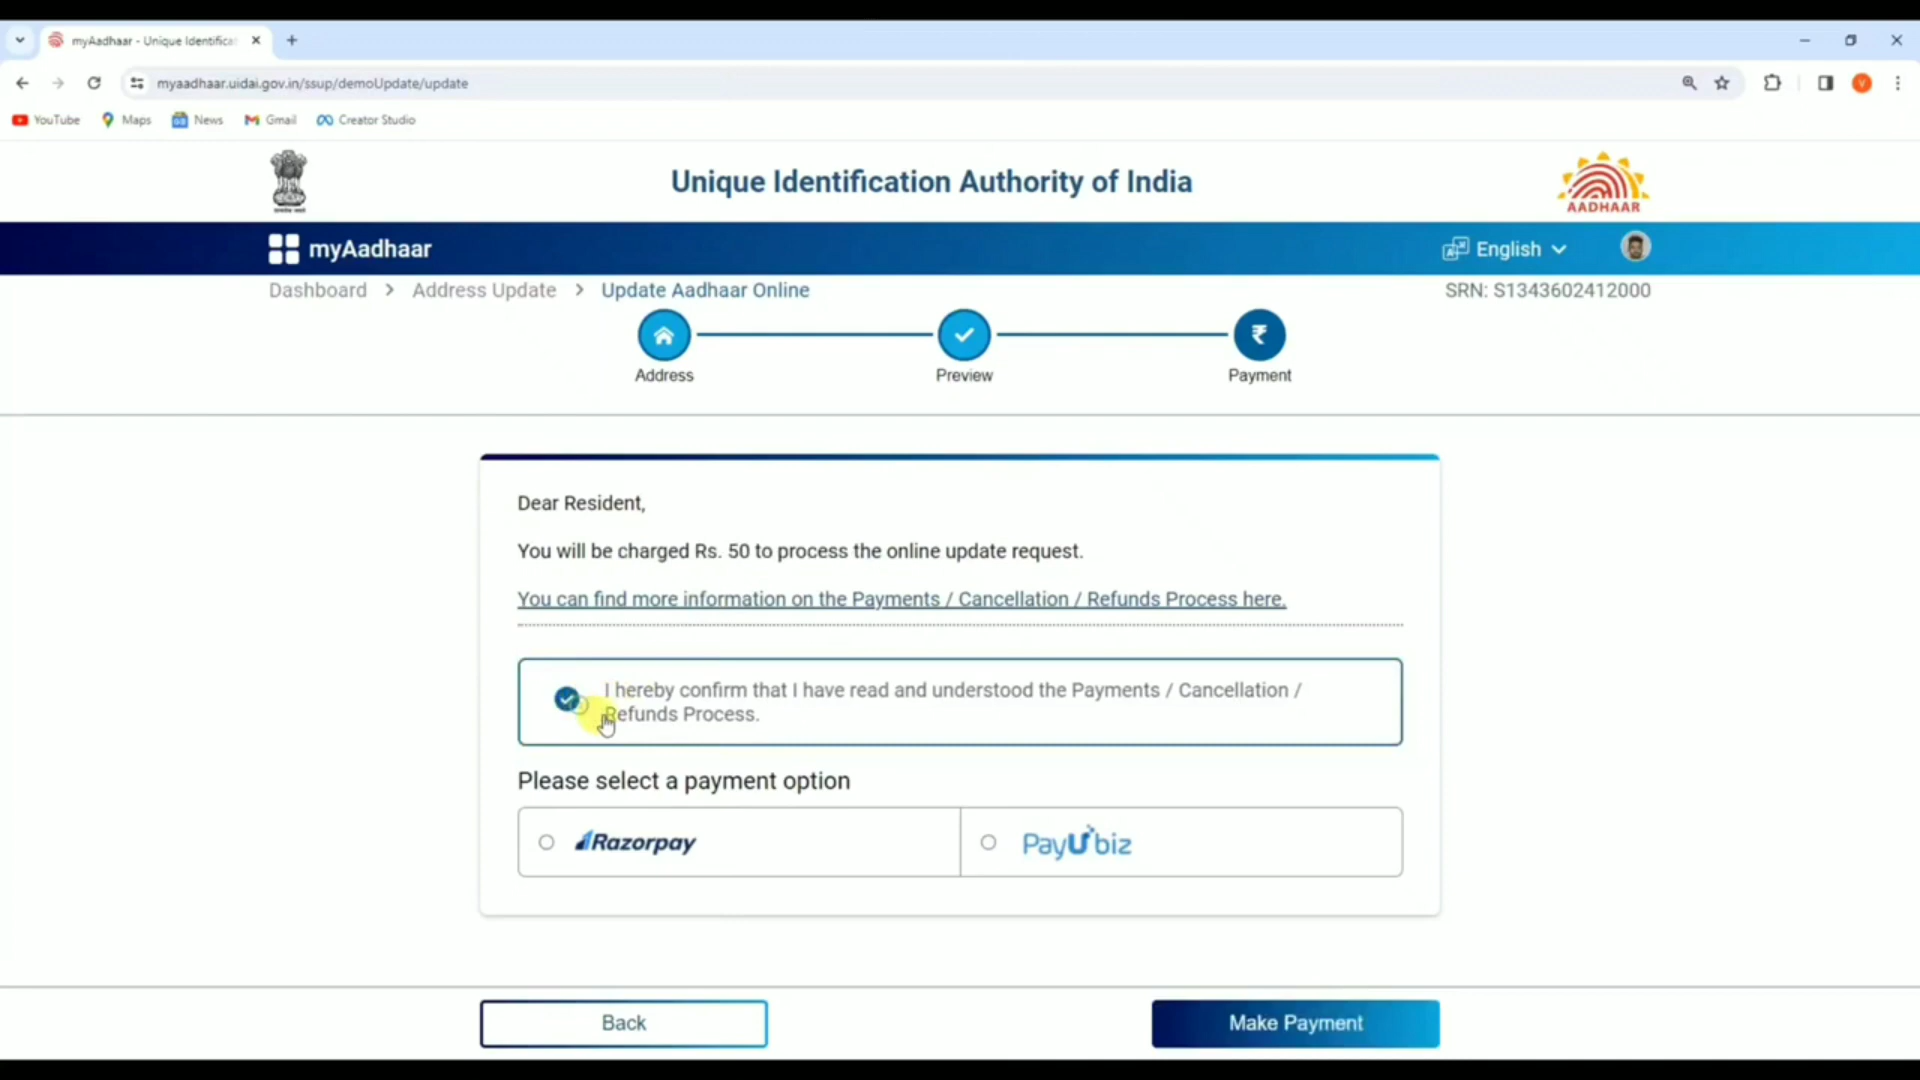 myAadhaar - Unique Identifica
myaadhaar.uidai.gov.in/ssup/demoUpdate/update
YouTube Maps News Gmail Creator Studio
Unique Identification Authority of India
AADHAAR
myAadhaar English
Dashboard > Address Update > Update Aadhaar Online SRN: S1343602412000
₹
Address Preview Payment
Dear Resident,
You will be charged Rs. 50 to process the online update request.
You can find more information on the Payments / Cancellation / Refunds Process here.
I hereby confirm that I have read and understood the Payments / Cancellation /
Refunds Process.
Please select a payment option
Razorpay PayUbiz
Back Make Payment